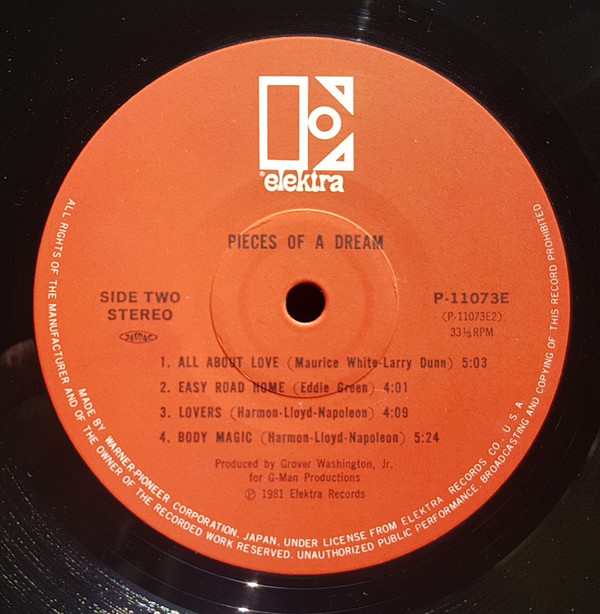 ®elektra
PIECES OF A DREAM
SIDE TWO
STEREO
P-11073E
(P-11073E2)
33⅓RPM
1. ALL ABOUT LOVE (Maurice White-Larry Dunn) 5:03
2. EASY ROAD HOME (Eddie Green) 4:01
3. LOVERS (Harmon-Lloyd-Napoleon) 4:09
4. BODY MAGIC (Harmon-Lloyd-Napoleon) 5:24
Produced by Grover Washington, Jr.
for G-Man Productions
℗ 1981 Elektra Records
ALL RIGHTS OF THE MANUFACTURER AND OF THE OWNER OF THE RECORDED WORK RESERVED. UNAUTHORIZED PUBLIC PERFORMANCE, BROADCASTING AND COPYING OF THIS RECORD PROHIBITED
MADE BY WARNER-PIONEER CORPORATION, JAPAN, UNDER LICENSE FROM ELEKTRA RECORDS CO., U.S.A.